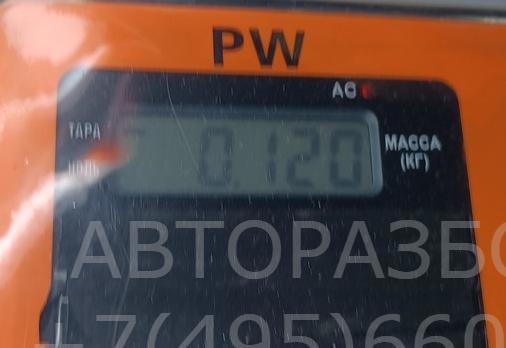 PW
AC
ТАРА
0.120
МАССА
НОЛЬ
(КГ)
АВТОРАЗБО
+7(495)660